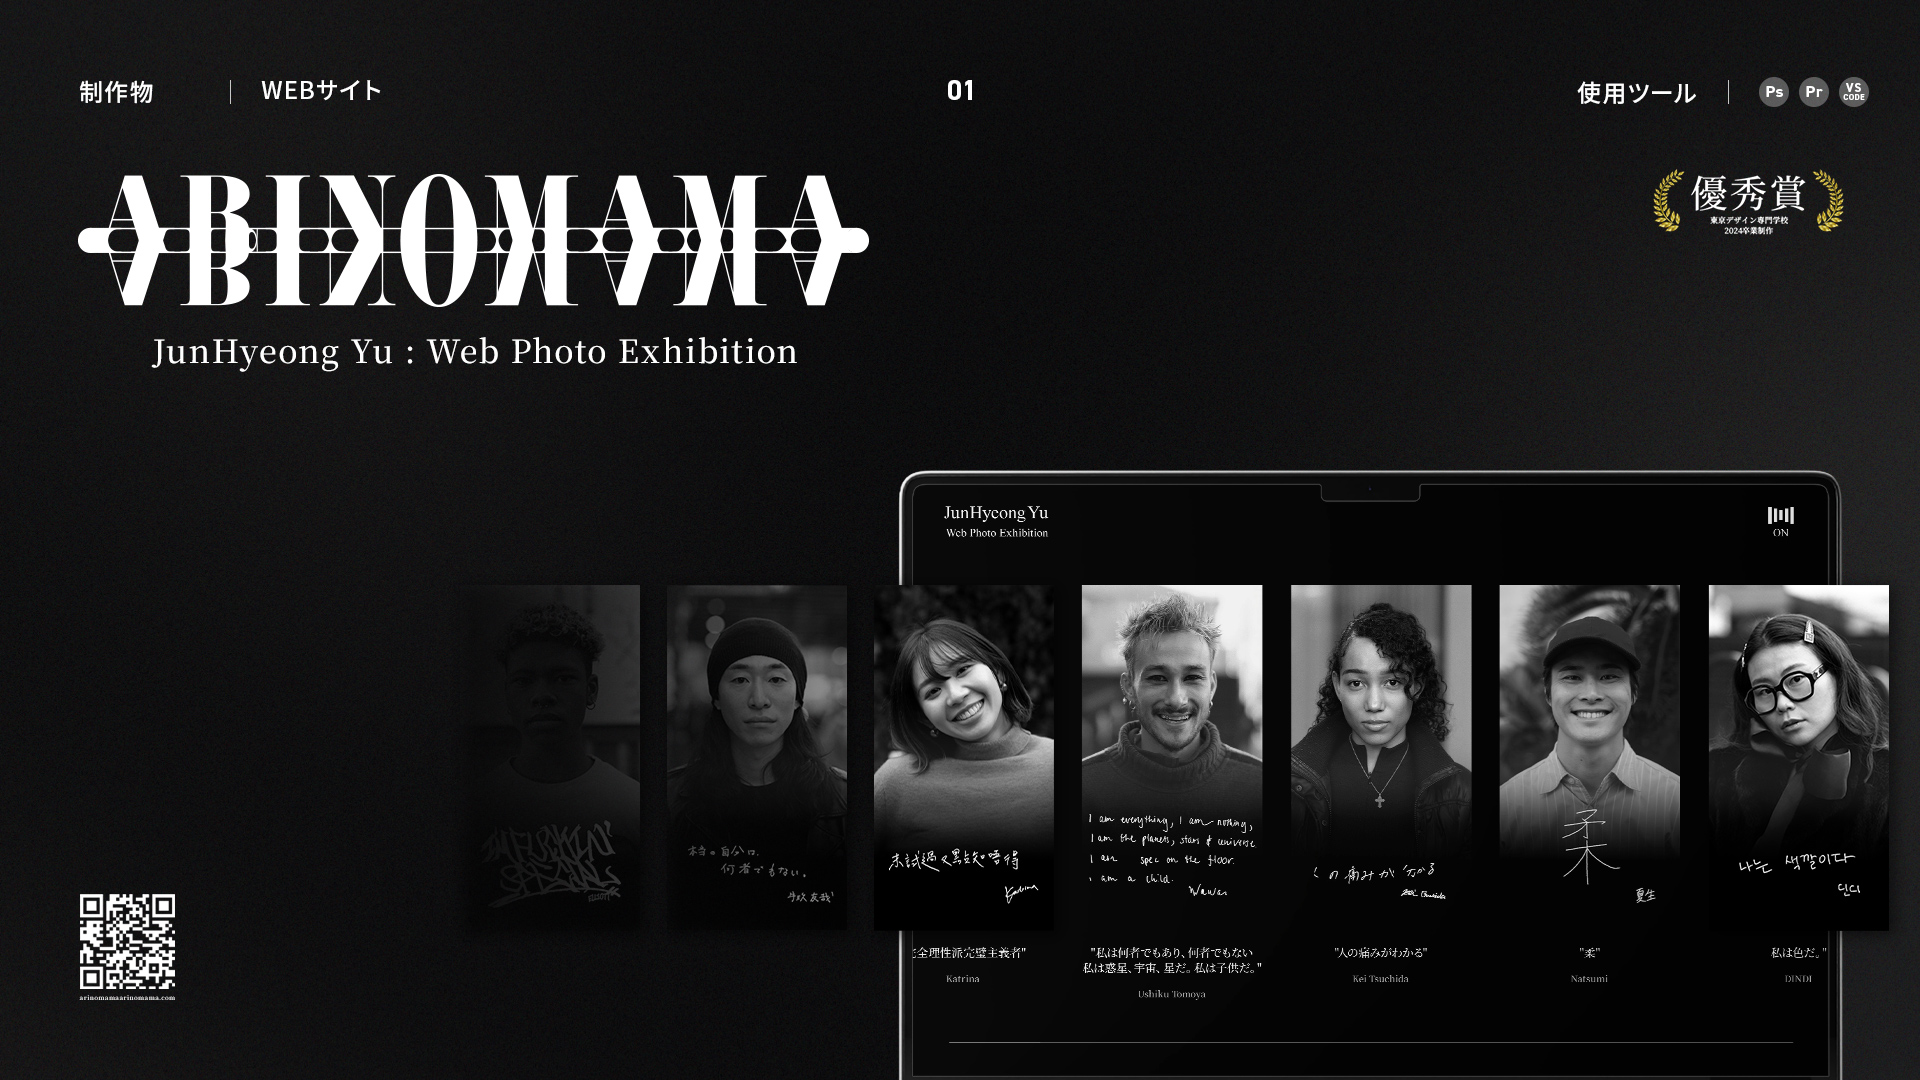 制作物 | WEBサイト
01
使用ツール | Ps Pr VS CODE
ARINOMAMA
JunHyeong Yu : Web Photo Exhibition
優秀賞
東京デザイン専門学校
2024卒業制作
JunHyeong Yu
Web Photo Exhibition
ON
本当の自分は、
何者でもない。
未試過又點知唔得
Katrina
I am everything, I am nothing,
I am the planets, stars & universe
I am spec on the floor.
I am a child.
の痛みが分かる
Kei Tsuchida
柔
夏生
나는 색깔이다
딘디
全理性派完璧主義者"
Katrina
"私は何者でもあり、何者でもない
私は惑星、宇宙、星だ。私は子供だ。"
Ushiku Tomoya
"人の痛みがわかる"
Kei Tsuchida
"柔"
Natsumi
私は色だ。"
DINDI
arinomamaarinomama.com